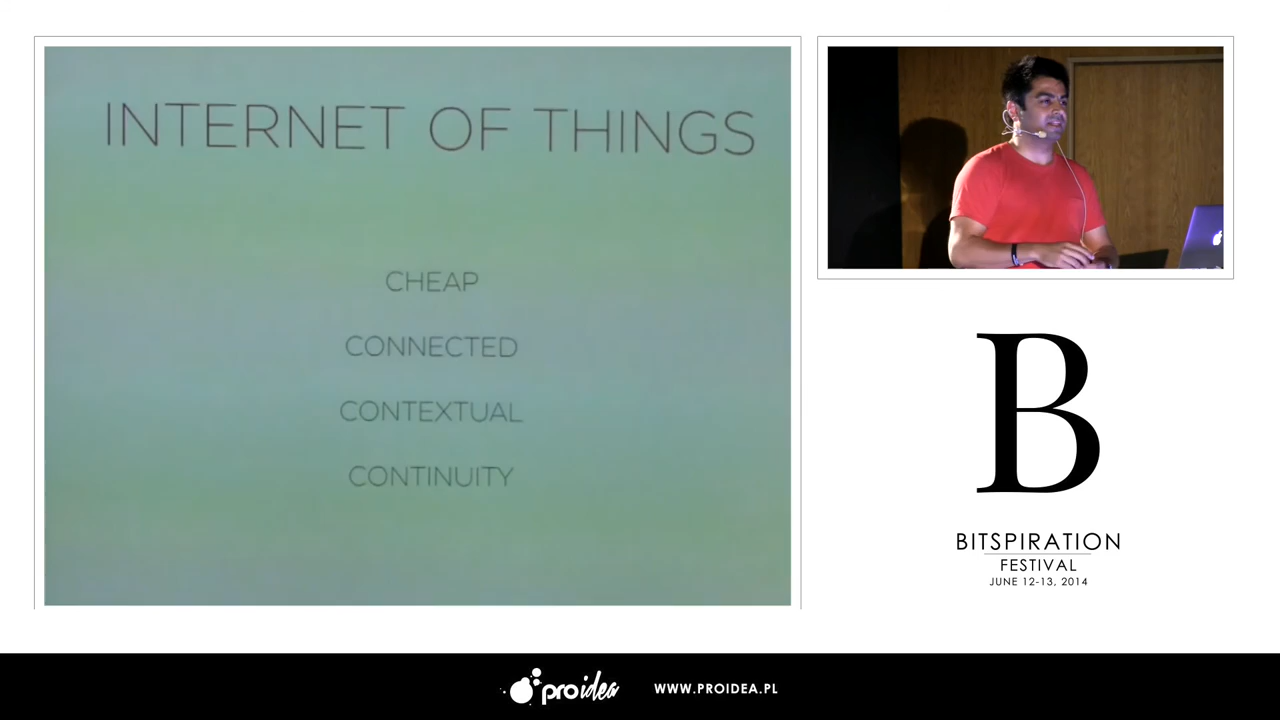 INTERNET OF THINGS
CHEAP
CONNECTED
CONTEXTUAL
CONTINUITY
B
BITSPIRATION
FESTIVAL
JUNE 12-13, 2014
proidea
WWW.PROIDEA.PL